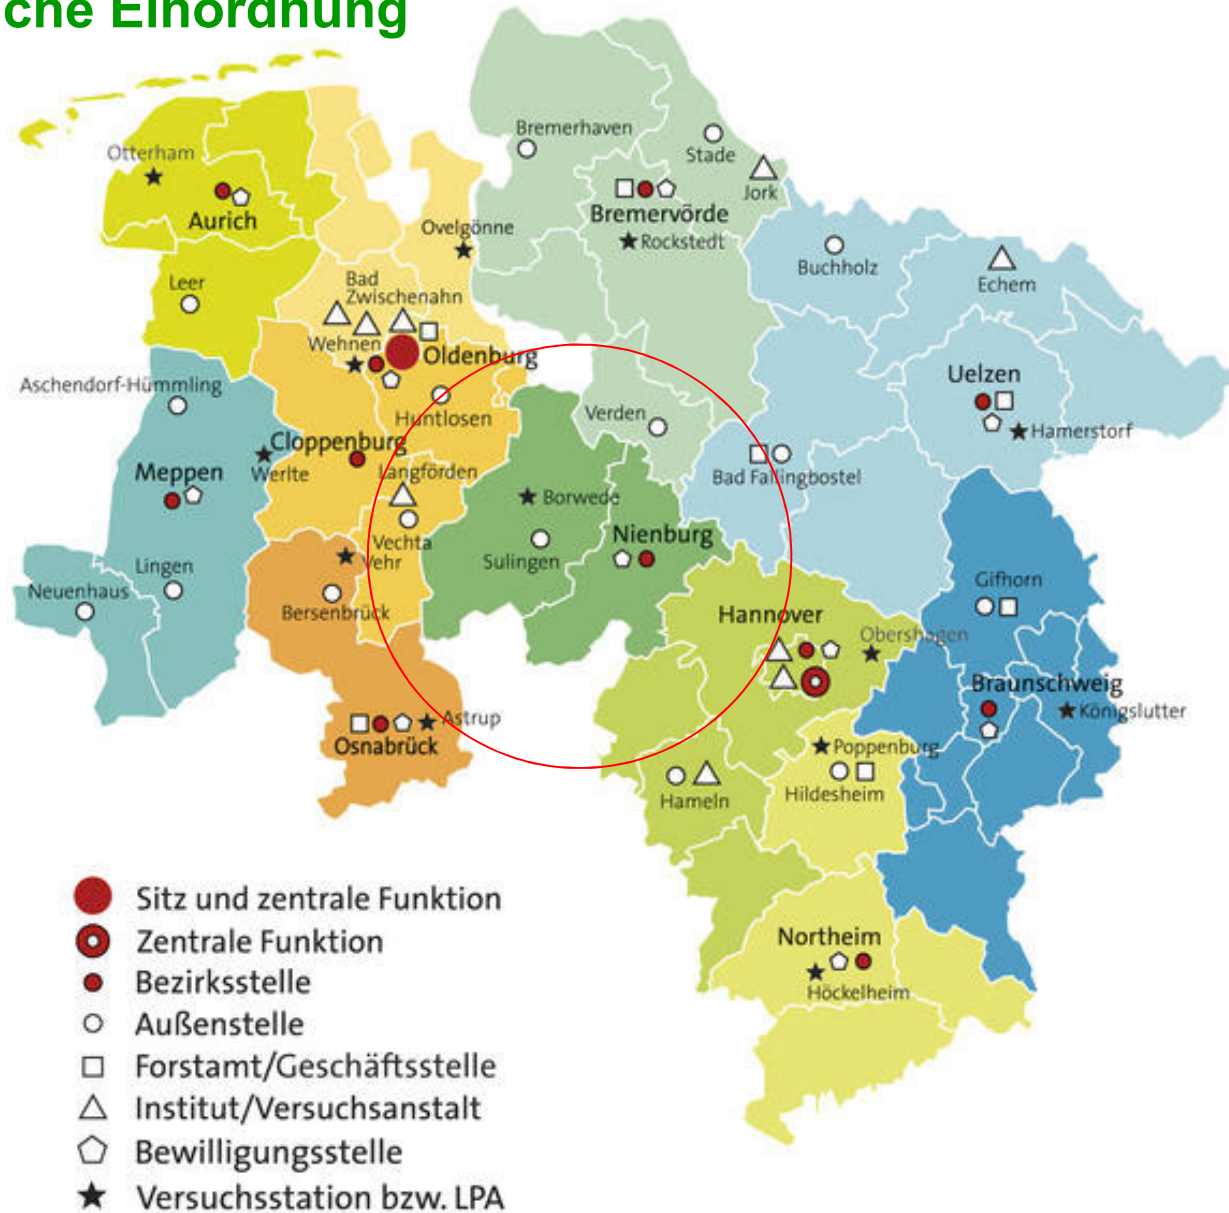 che Einordnung
Bremerhaven
Stade
Otterham
Jork
Aurich
Bremervörde
Ovelgönne
Rockstedt
Buchholz
Echem
Leer
Bad
Zwischenahn
Wehnen
Oldenburg
Uelzen
Aschendorf-Hümmling
Huntlosen
Verden
Hamerstorf
Cloppenburg
Werlte
Langförden
Meppen
Bad Fallingbostel
Borwede
Nienburg
Vechta
Sulingen
Vehr
Lingen
Neuenhaus
Gifhorn
Bersenbrück
Hannover
Obershagen
Braunschweig
Königslutter
Astrup
Osnabrück
Poppenburg
Hameln
Hildesheim
Northeim
Höckelheim
Sitz und zentrale Funktion
Zentrale Funktion
Bezirksstelle
Außenstelle
Forstamt/Geschäftsstelle
Institut/Versuchsanstalt
Bewilligungsstelle
Versuchsstation bzw. LPA